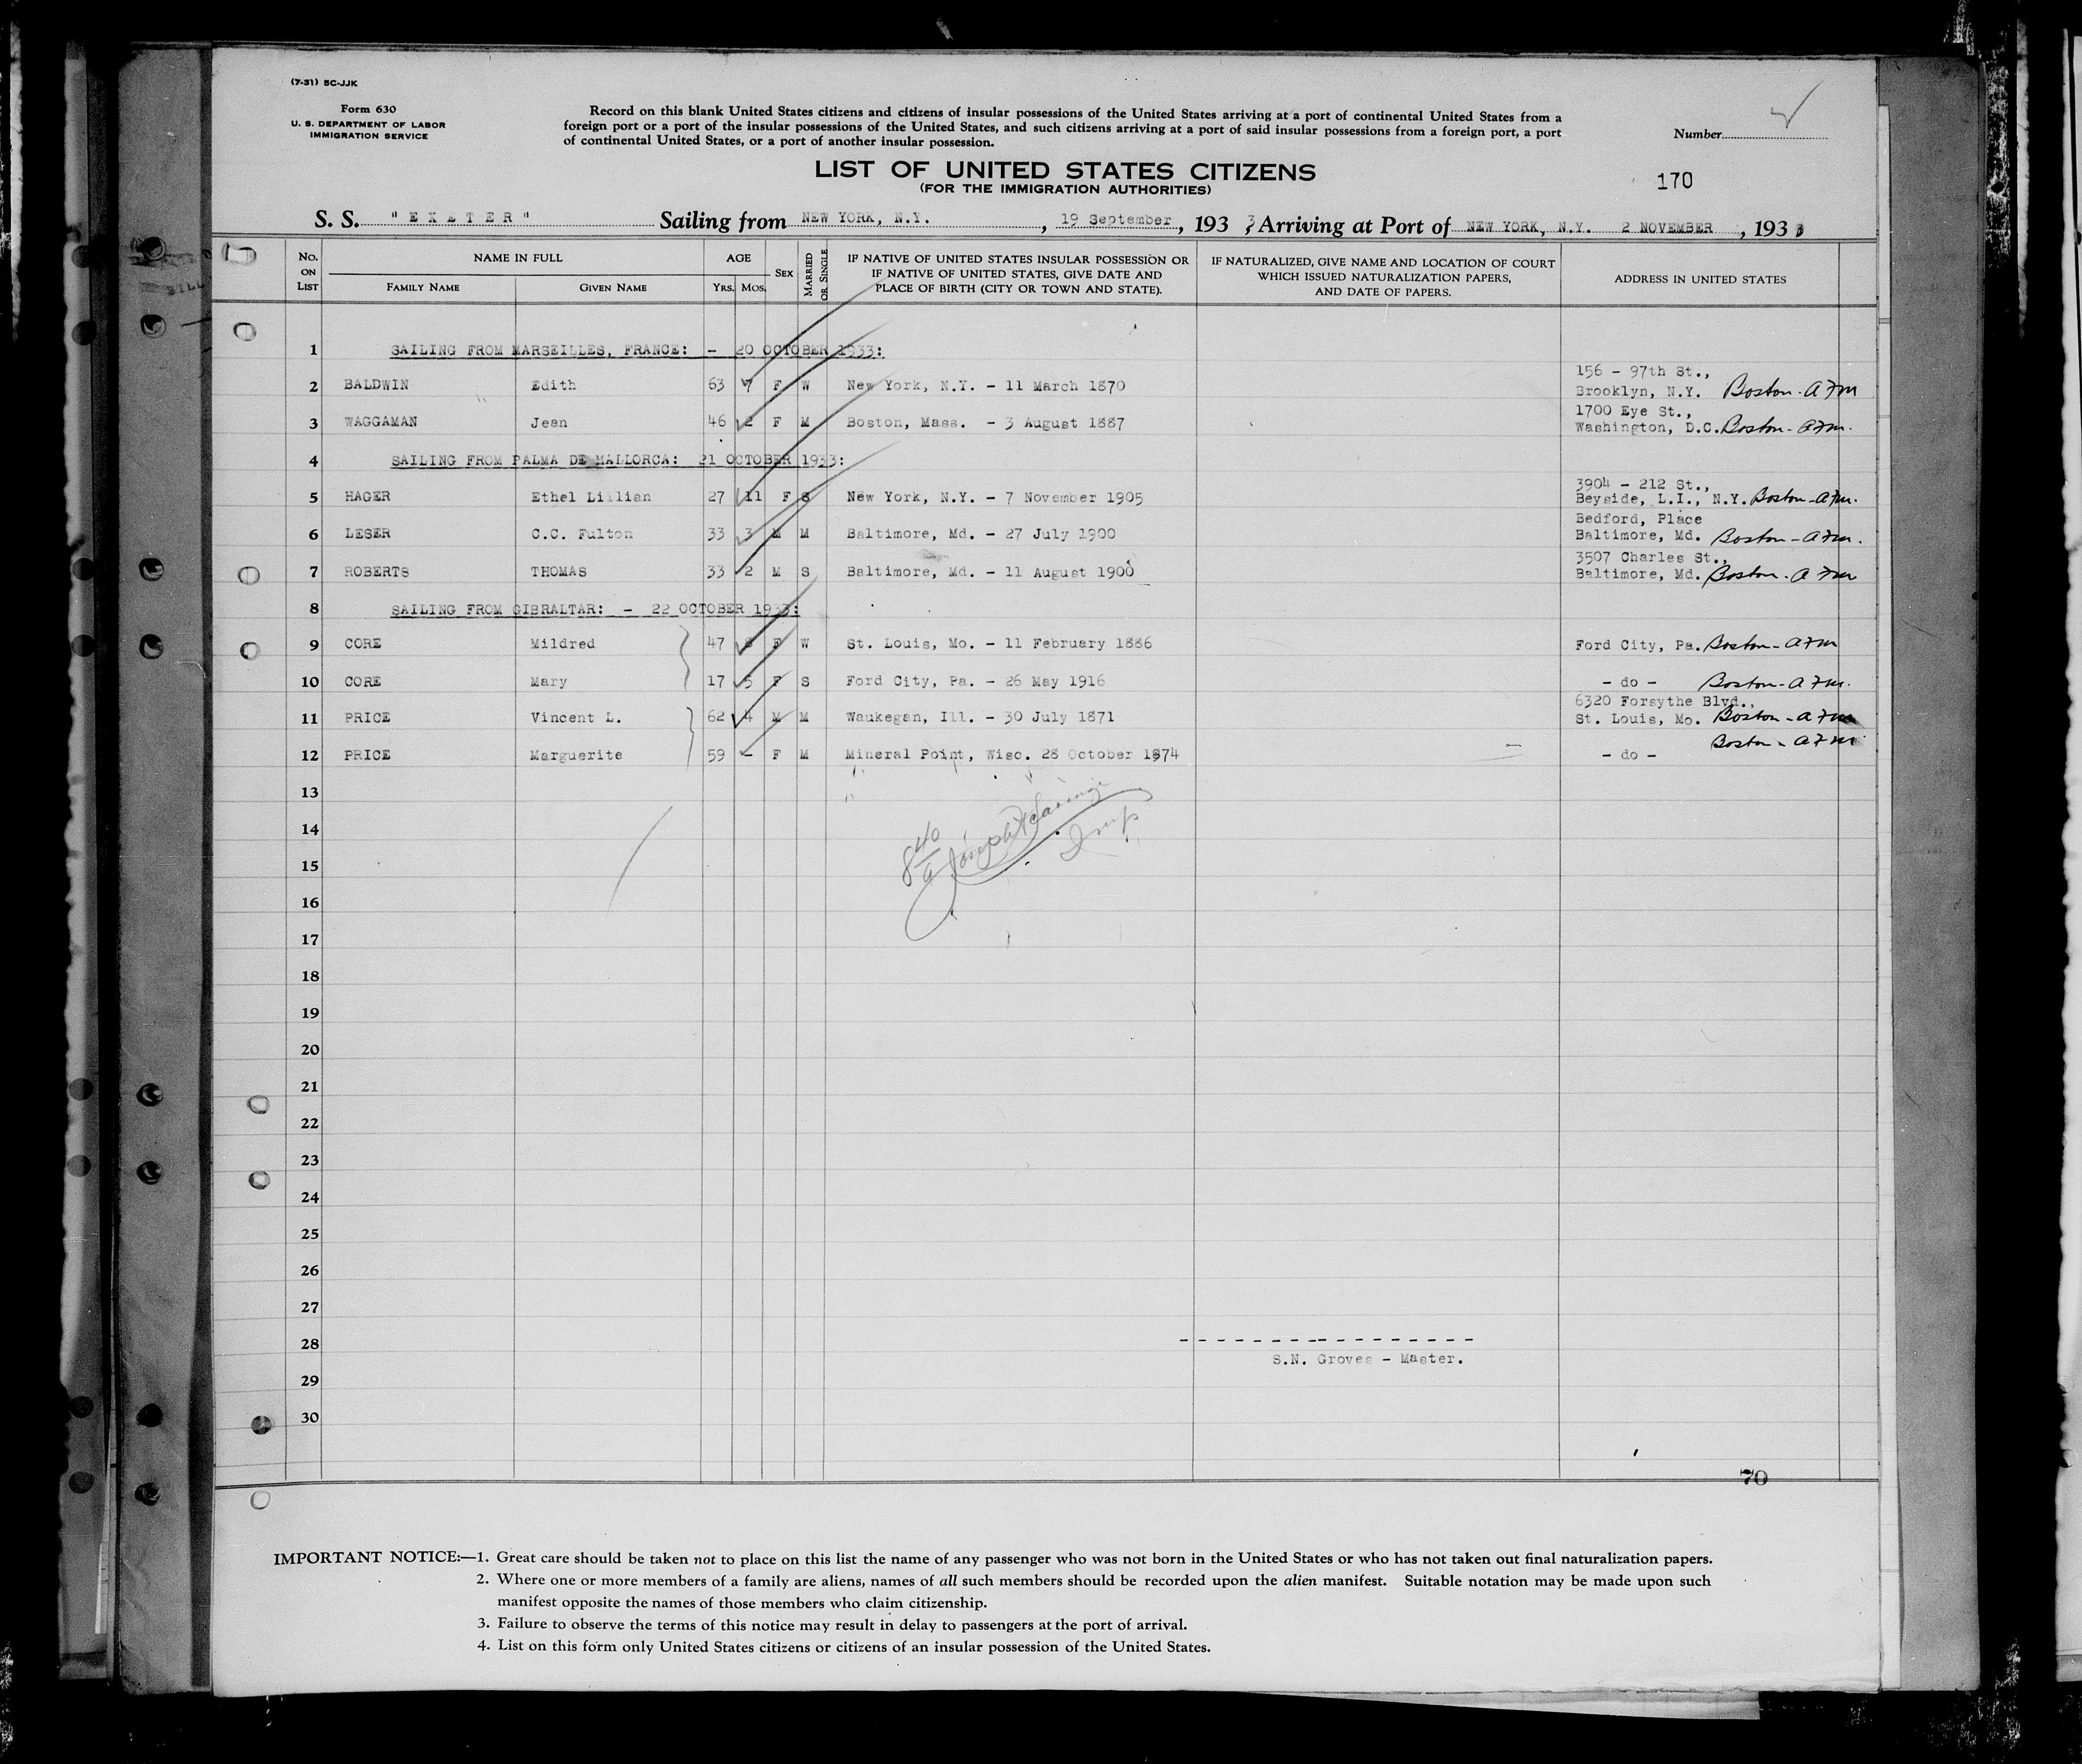 (7-31) 5C-JJK
Form 630
U. S. DEPARTMENT OF LABOR
IMMIGRATION SERVICE
Record on this blank United States citizens and citizens of insular possessions of the United States arriving at a port of continental United States from a
foreign port or a port of the insular possessions of the United States, and such citizens arriving at a port of said insular possessions from a foreign port, a port
of continental United States, or a port of another insular possession.
Number
LIST OF UNITED STATES CITIZENS
(FOR THE IMMIGRATION AUTHORITIES)
170
S. S. " E X E T E R " Sailing from NEW YORK, N.Y. , 19 September , 193 3 Arriving at Port of NEW YORK, N.Y. 2 NOVEMBER , 193 3
No. ON LIST
NAME IN FULL
FAMILY NAME GIVEN NAME
AGE
YRS. MOS.
SEX
MARRIED OR SINGLE
IF NATIVE OF UNITED STATES INSULAR POSSESSION OR
IF NATIVE OF UNITED STATES, GIVE DATE AND
PLACE OF BIRTH (CITY OR TOWN AND STATE).
IF NATURALIZED, GIVE NAME AND LOCATION OF COURT
WHICH ISSUED NATURALIZATION PAPERS,
AND DATE OF PAPERS.
ADDRESS IN UNITED STATES
1 SAILING FROM MARSEILLES, FRANCE: - 20 OCTOBER 1933:
156 - 97th St.,
2 BALDWIN Edith 63 7 F W New York, N.Y. - 11 March 1870 Brooklyn, N.Y. Boston - A7m
1700 Eye St.,
3 WAGGAMAN Jean 46 2 F M Boston, Mass. - 3 August 1887 Washington, D.C. Boston - A7m.
4 SAILING FROM PALMA DE MALLORCA: 21 OCTOBER 1933:
3904 - 212 St.,
5 HAGER Ethel Lillian 27 11 F S New York, N.Y. - 7 November 1905 Beyside, L.I., N.Y. Boston - A7m.
Bedford, Place
6 LESER C.C. Fulton 33 3 M M Baltimore, Md. - 27 July 1900 Baltimore, Md. Boston - A7m.
3507 Charles St.,
7 ROBERTS THOMAS 33 2 M S Baltimore, Md. - 11 August 1900 Baltimore, Md. Boston - A7m
8 SAILING FROM GIBRALTAR: - 22 OCTOBER 1933:
9 CORE Mildred 47 F W St. Louis, Mo. - 11 February 1886 Ford City, Pa. Boston - A7m
10 CORE Mary 17 5 F S Ford City, Pa. - 26 May 1916 - do - Boston - A7m.
6320 Forsythe Blvd.,
11 PRICE Vincent L. 62 4 M M Waukegan, Ill. - 30 July 1871 St. Louis, Mo. Boston - A7m
Boston - A7m
12 PRICE Marguerite 59 - F M Mineral Point, Wisc. 28 October 1874 - do -
13
14
15
16
17
18
19
20
21
22
23
24
25
26
27
28
S.N. Groves - Master.
29
30
70
IMPORTANT NOTICE:—1. Great care should be taken not to place on this list the name of any passenger who was not born in the United States or who has not taken out final naturalization papers.
2. Where one or more members of a family are aliens, names of all such members should be recorded upon the alien manifest. Suitable notation may be made upon such
manifest opposite the names of those members who claim citizenship.
3. Failure to observe the terms of this notice may result in delay to passengers at the port of arrival.
4. List on this form only United States citizens or citizens of an insular possession of the United States.